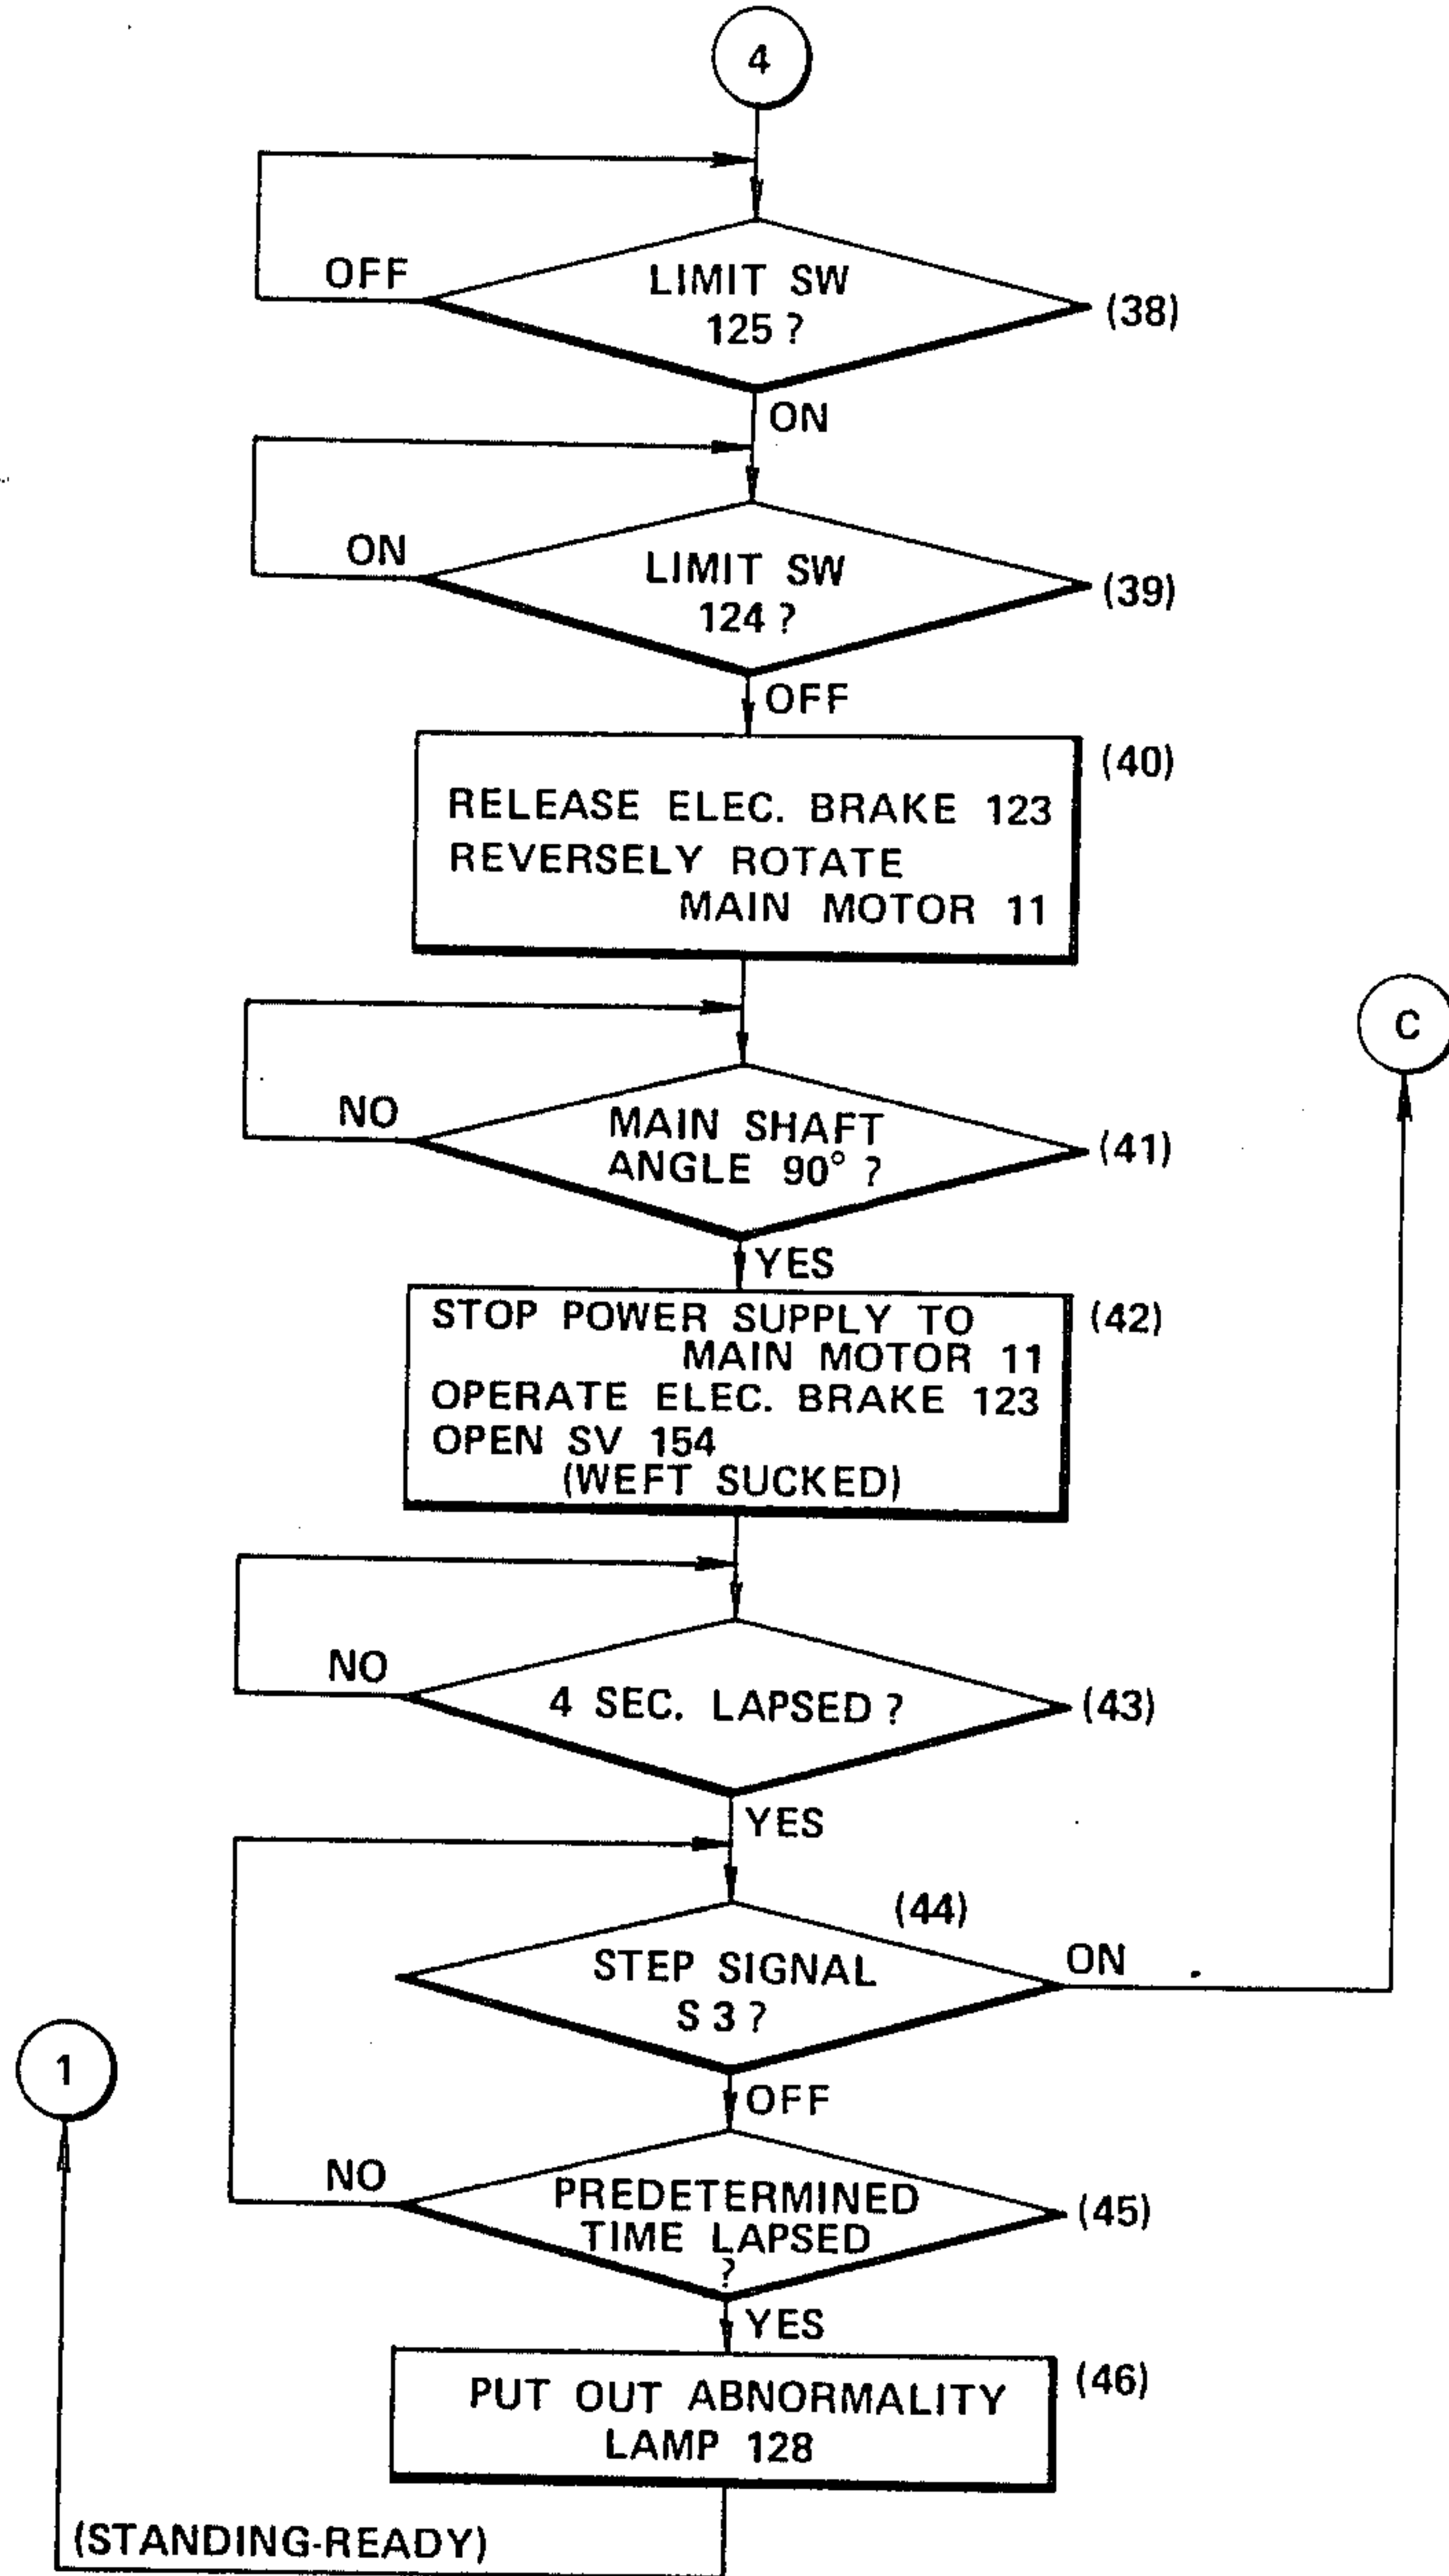 4
OFF
LIMIT SW
125 ?
(38)
ON
ON
LIMIT SW
124 ?
(39)
OFF
(40)
RELEASE ELEC. BRAKE 123
REVERSELY ROTATE
MAIN MOTOR 11
C
NO
MAIN SHAFT
ANGLE 90° ?
(41)
YES
(42)
STOP POWER SUPPLY TO
MAIN MOTOR 11
OPERATE ELEC. BRAKE 123
OPEN SV 154
(WEFT SUCKED)
NO
4 SEC. LAPSED ?
(43)
YES
(44)
STEP SIGNAL
S 3 ?
ON
1
OFF
NO
PREDETERMINED
TIME LAPSED
?
(45)
YES
(46)
PUT OUT ABNORMALITY
LAMP 128
(STANDING-READY)